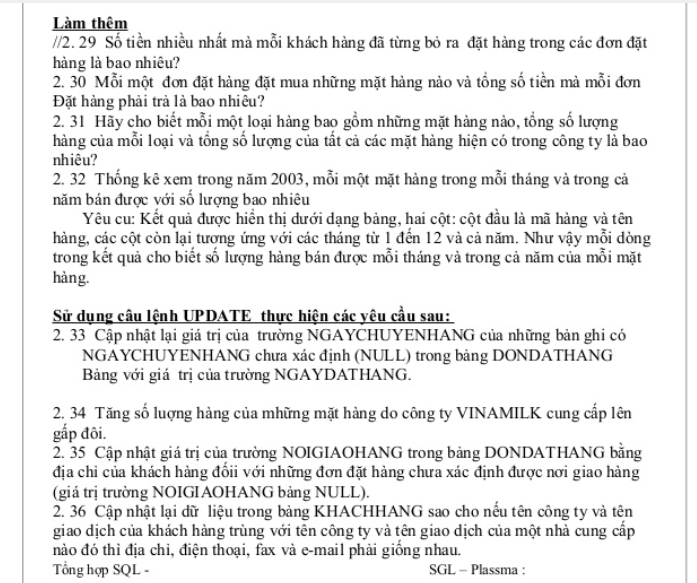 Làm thêm
//2. 29 Số tiền nhiều nhất mà mỗi khách hàng đã từng bỏ ra đặt hàng trong các đơn đặt
hàng là bao nhiêu?
2. 30 Mỗi một đơn đặt hàng đặt mua những mặt hàng nào và tổng số tiền mà mỗi đơn
Đặt hàng phải trả là bao nhiêu?
2. 31 Hãy cho biết mỗi một loại hàng bao gồm những mặt hàng nào, tổng số lượng
hàng của mỗi loại và tổng số lượng của tất cả các mặt hàng hiện có trong công ty là bao
nhiêu?
2. 32 Thống kê xem trong năm 2003, mỗi một mặt hàng trong mỗi tháng và trong cả
năm bán được với số lượng bao nhiêu
Yêu cu: Kết quả được hiển thị dưới dạng bảng, hai cột: cột đầu là mã hàng và tên
hàng, các cột còn lại tương ứng với các tháng từ 1 đến 12 và cả năm. Như vậy mỗi dòng
trong kết quả cho biết số lượng hàng bán được mỗi tháng và trong cả năm của mỗi mặt
hàng.
Sử dụng câu lệnh UPDATE thực hiện các yêu cầu sau:
2. 33 Cập nhật lại giá trị của trường NGAYCHUYENHANG của những bản ghi có
NGAYCHUYENHANG chưa xác định (NULL) trong bảng DONDATHANG
Bảng với giá trị của trường NGAYDATHANG.
2. 34 Tăng số luợng hàng của mhững mặt hàng do công ty VINAMILK cung cấp lên
gấp đôi.
2. 35 Cập nhật giá trị của trường NOIGIAOHANG trong bảng DONDATHANG bằng
địa chỉ của khách hàng đốii với những đơn đặt hàng chưa xác định được nơi giao hàng
(giá trị trường NOIGIAOHANG bảng NULL).
2. 36 Cập nhật lại dữ liệu trong bảng KHACHHANG sao cho nếu tên công ty và tên
giao dịch của khách hàng trùng với tên công ty và tên giao dịch của một nhà cung cấp
nào đó thì địa chỉ, điện thoại, fax và e-mail phải giống nhau.
Tổng hợp SQL - SGL – Plassma :